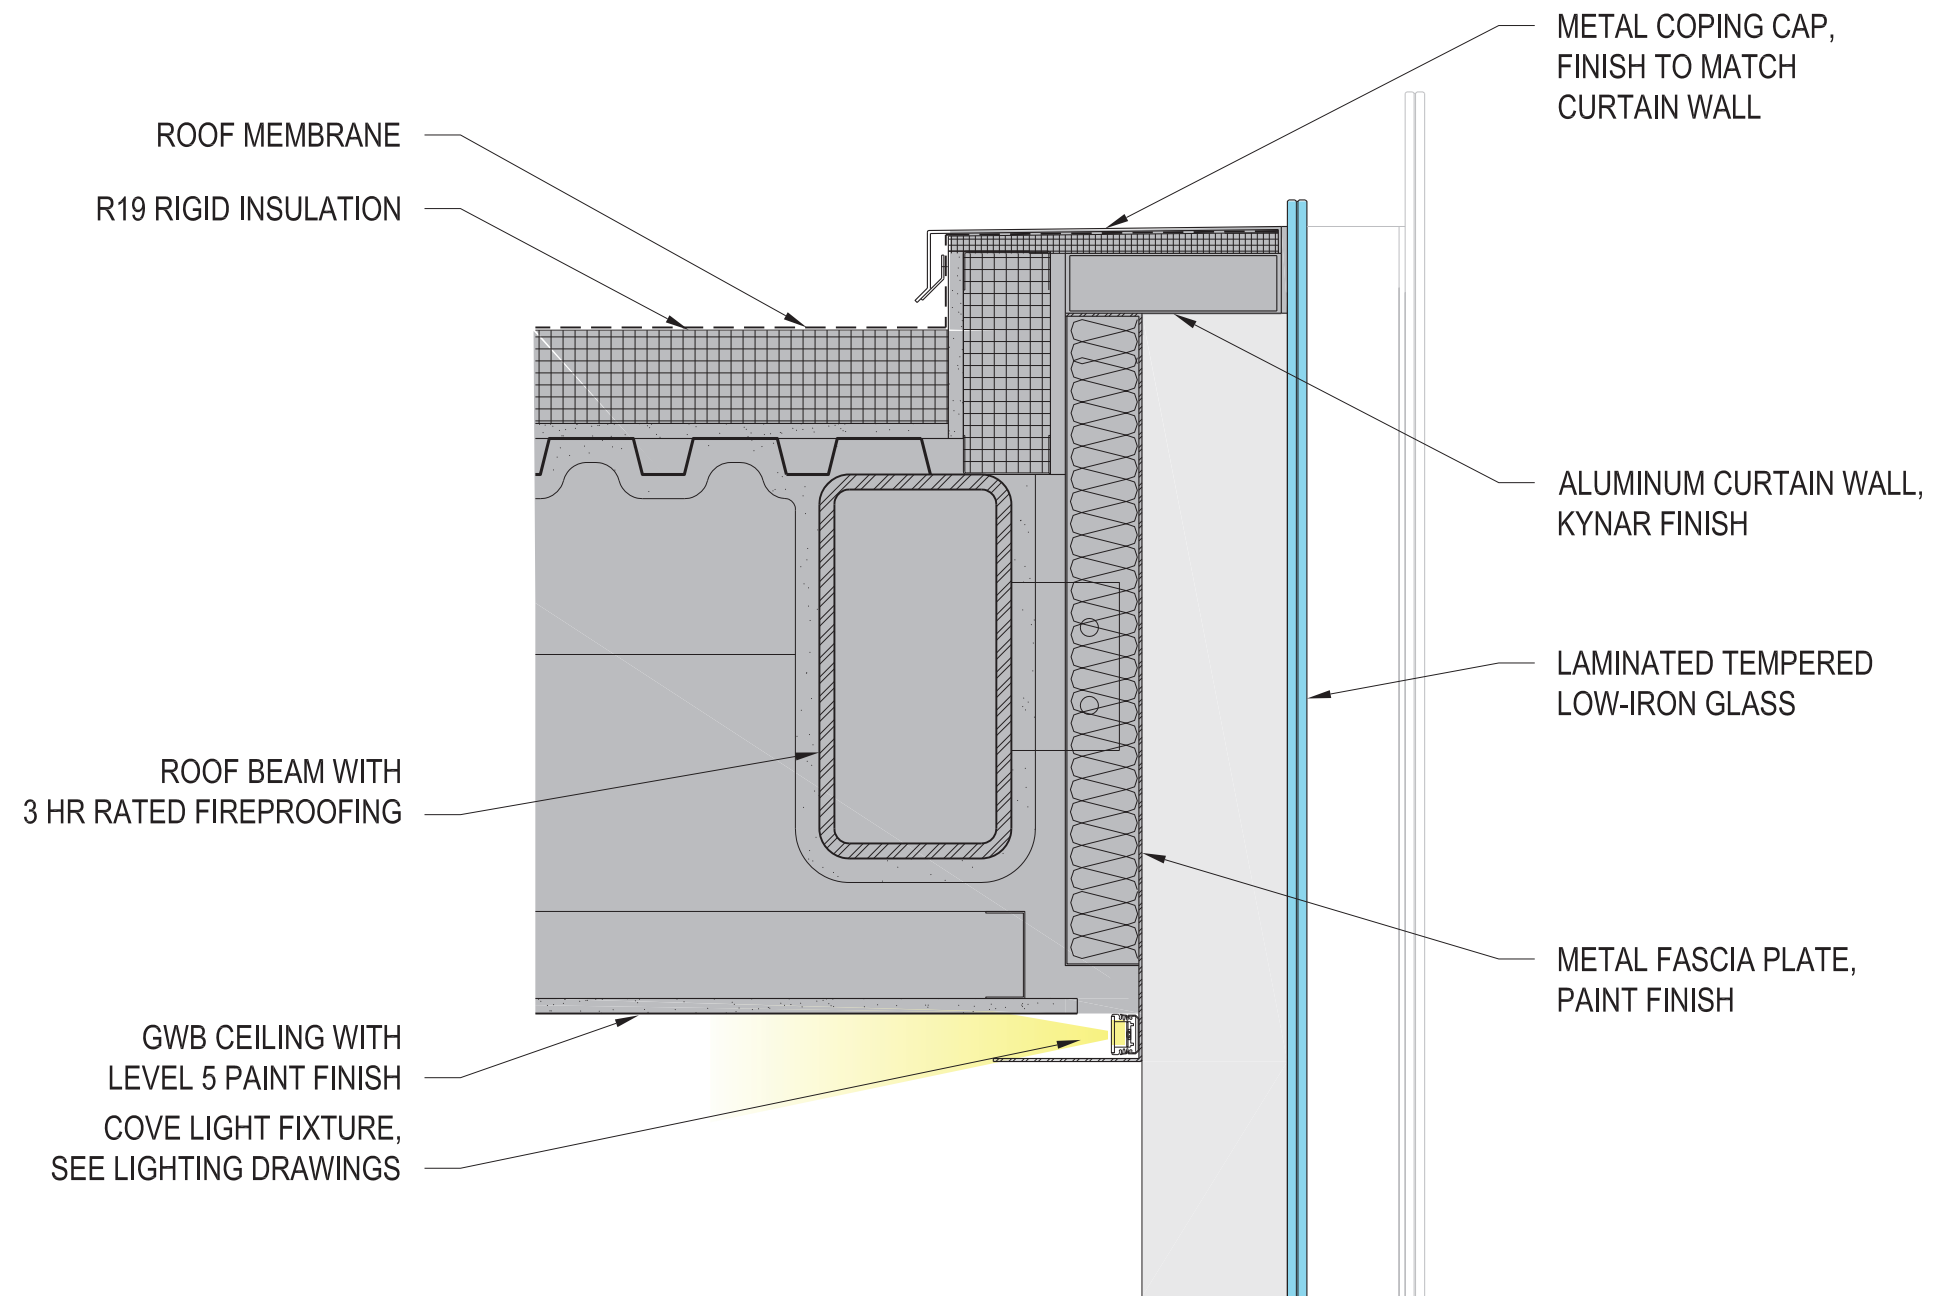 METAL COPING CAP,
FINISH TO MATCH
CURTAIN WALL
ROOF MEMBRANE
R19 RIGID INSULATION
ALUMINUM CURTAIN WALL,
KYNAR FINISH
LAMINATED TEMPERED
LOW-IRON GLASS
ROOF BEAM WITH
3 HR RATED FIREPROOFING
METAL FASCIA PLATE,
PAINT FINISH
GWB CEILING WITH
LEVEL 5 PAINT FINISH
COVE LIGHT FIXTURE,
SEE LIGHTING DRAWINGS